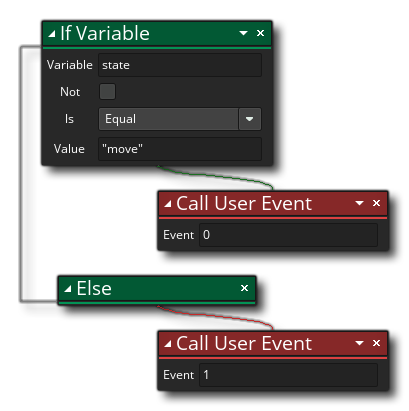 If Variable
Variable state
Not
Is Equal
Value "move"
Call User Event
Event 0
Else
Call User Event
Event 1